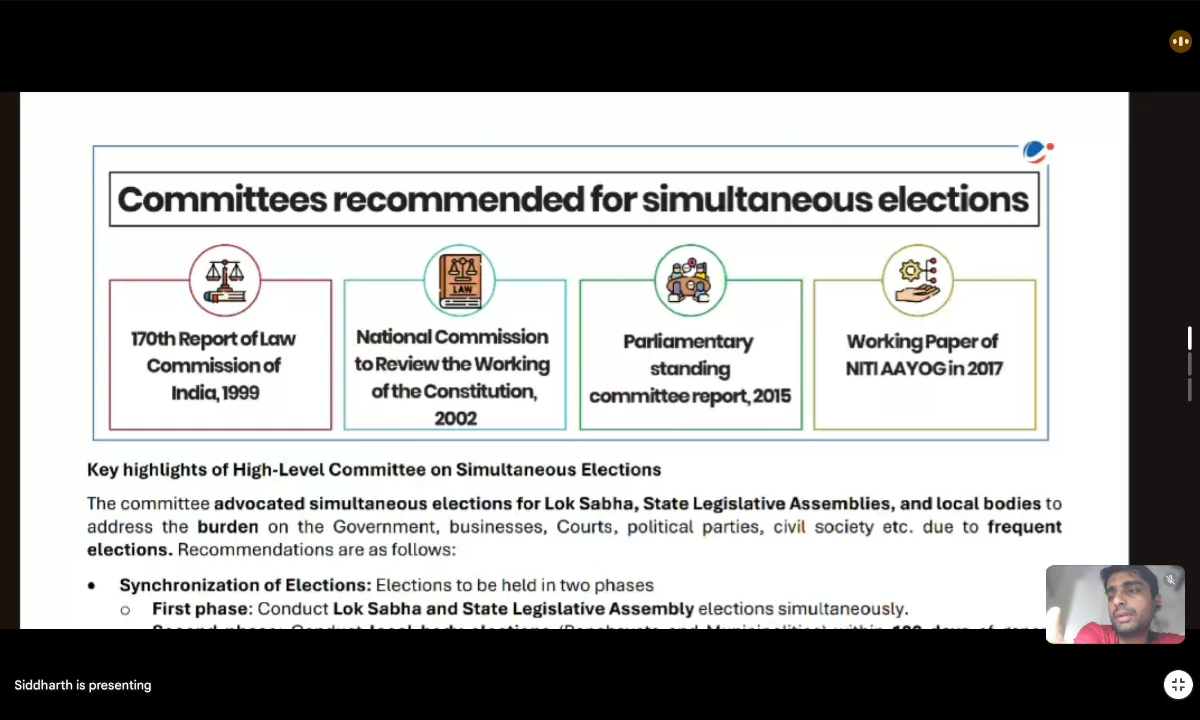 Committees recommended for simultaneous elections
170th Report of Law
Commission of
India, 1999
LAW
National Commission
to Review the Working
of the Constitution,
2002
Parliamentary
standing
committee report, 2015
Working Paper of
NITI AAYOG in 2017
Key highlights of High-Level Committee on Simultaneous Elections
The committee advocated simultaneous elections for Lok Sabha, State Legislative Assemblies, and local bodies to
address the burden on the Government, businesses, Courts, political parties, civil society etc. due to frequent
elections. Recommendations are as follows:
• Synchronization of Elections: Elections to be held in two phases
o First phase: Conduct Lok Sabha and State Legislative Assembly elections simultaneously.
Siddharth is presenting